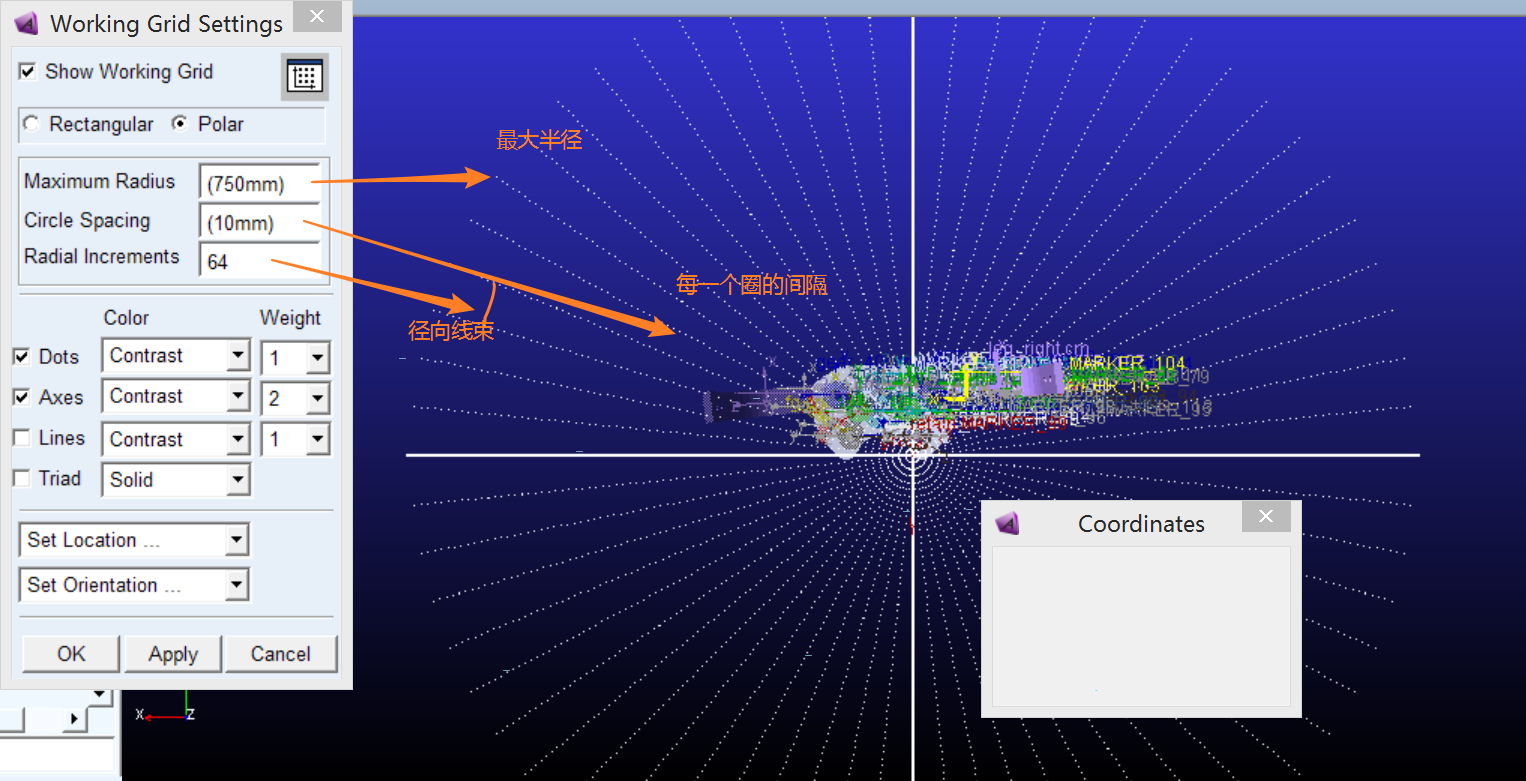 Working Grid Settings
Show Working Grid
Rectangular Polar
Maximum Radius (750mm)
Circle Spacing (10mm)
Radial Increments 64
Color Weight
Dots Contrast 1
Axes Contrast 2
Lines Contrast 1
Triad Solid
Set Location ...
Set Orientation ...
OK Apply Cancel
最大半径
每一个圈的间隔
径向线束
leg_right.cm
MARKER_104
Coordinates
X Z